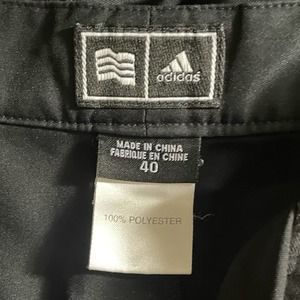 adidas
MADE IN CHINA
FABRIQUE EN CHINE
40
100% POLYESTER